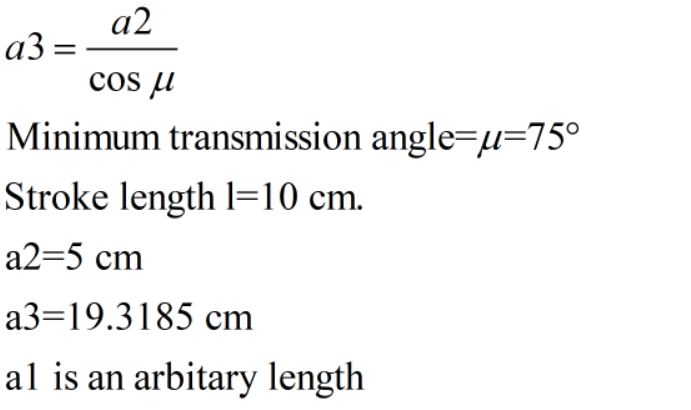 a3 = a2 / cos μ
Minimum transmission angle=μ=75°
Stroke length l=10 cm.
a2=5 cm
a3=19.3185 cm
a1 is an arbitary length